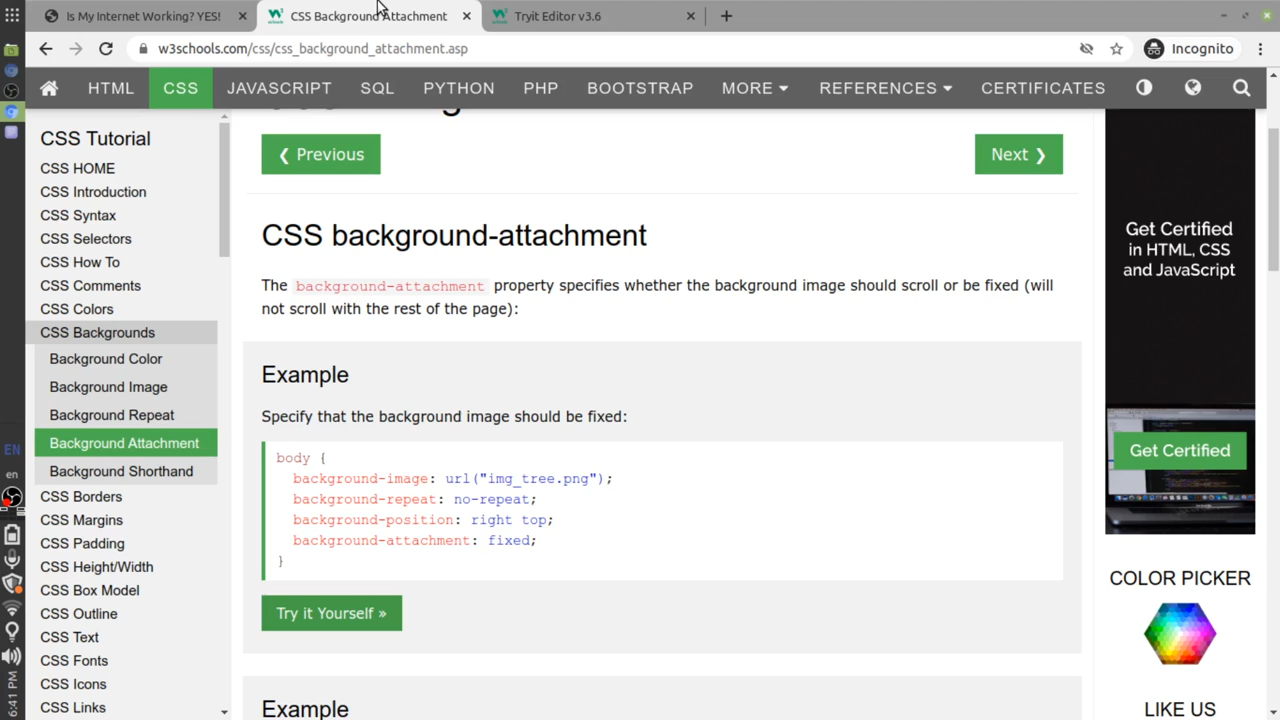 Is My Internet Working? YES!
CSS Background Attachment
Tryit Editor v3.6
w3schools.com/css/css_background_attachment.asp
Incognito
HTML CSS JAVASCRIPT SQL PYTHON PHP BOOTSTRAP MORE REFERENCES CERTIFICATES
CSS Tutorial
CSS HOME
CSS Introduction
CSS Syntax
CSS Selectors
CSS How To
CSS Comments
CSS Colors
CSS Backgrounds
Background Color
Background Image
Background Repeat
Background Attachment
Background Shorthand
CSS Borders
CSS Margins
CSS Padding
CSS Height/Width
CSS Box Model
CSS Outline
CSS Text
CSS Fonts
CSS Icons
CSS Links
❮ Previous
Next ❯
CSS background-attachment
The background-attachment property specifies whether the background image should scroll or be fixed (will
not scroll with the rest of the page):
Example
Specify that the background image should be fixed:
body {
background-image: url("img_tree.png");
background-repeat: no-repeat;
background-position: right top;
background-attachment: fixed;
}
Try it Yourself »
Example
Get Certified
in HTML, CSS
and JavaScript
Get Certified
COLOR PICKER
LIKE US
EN
en
6:41 PM